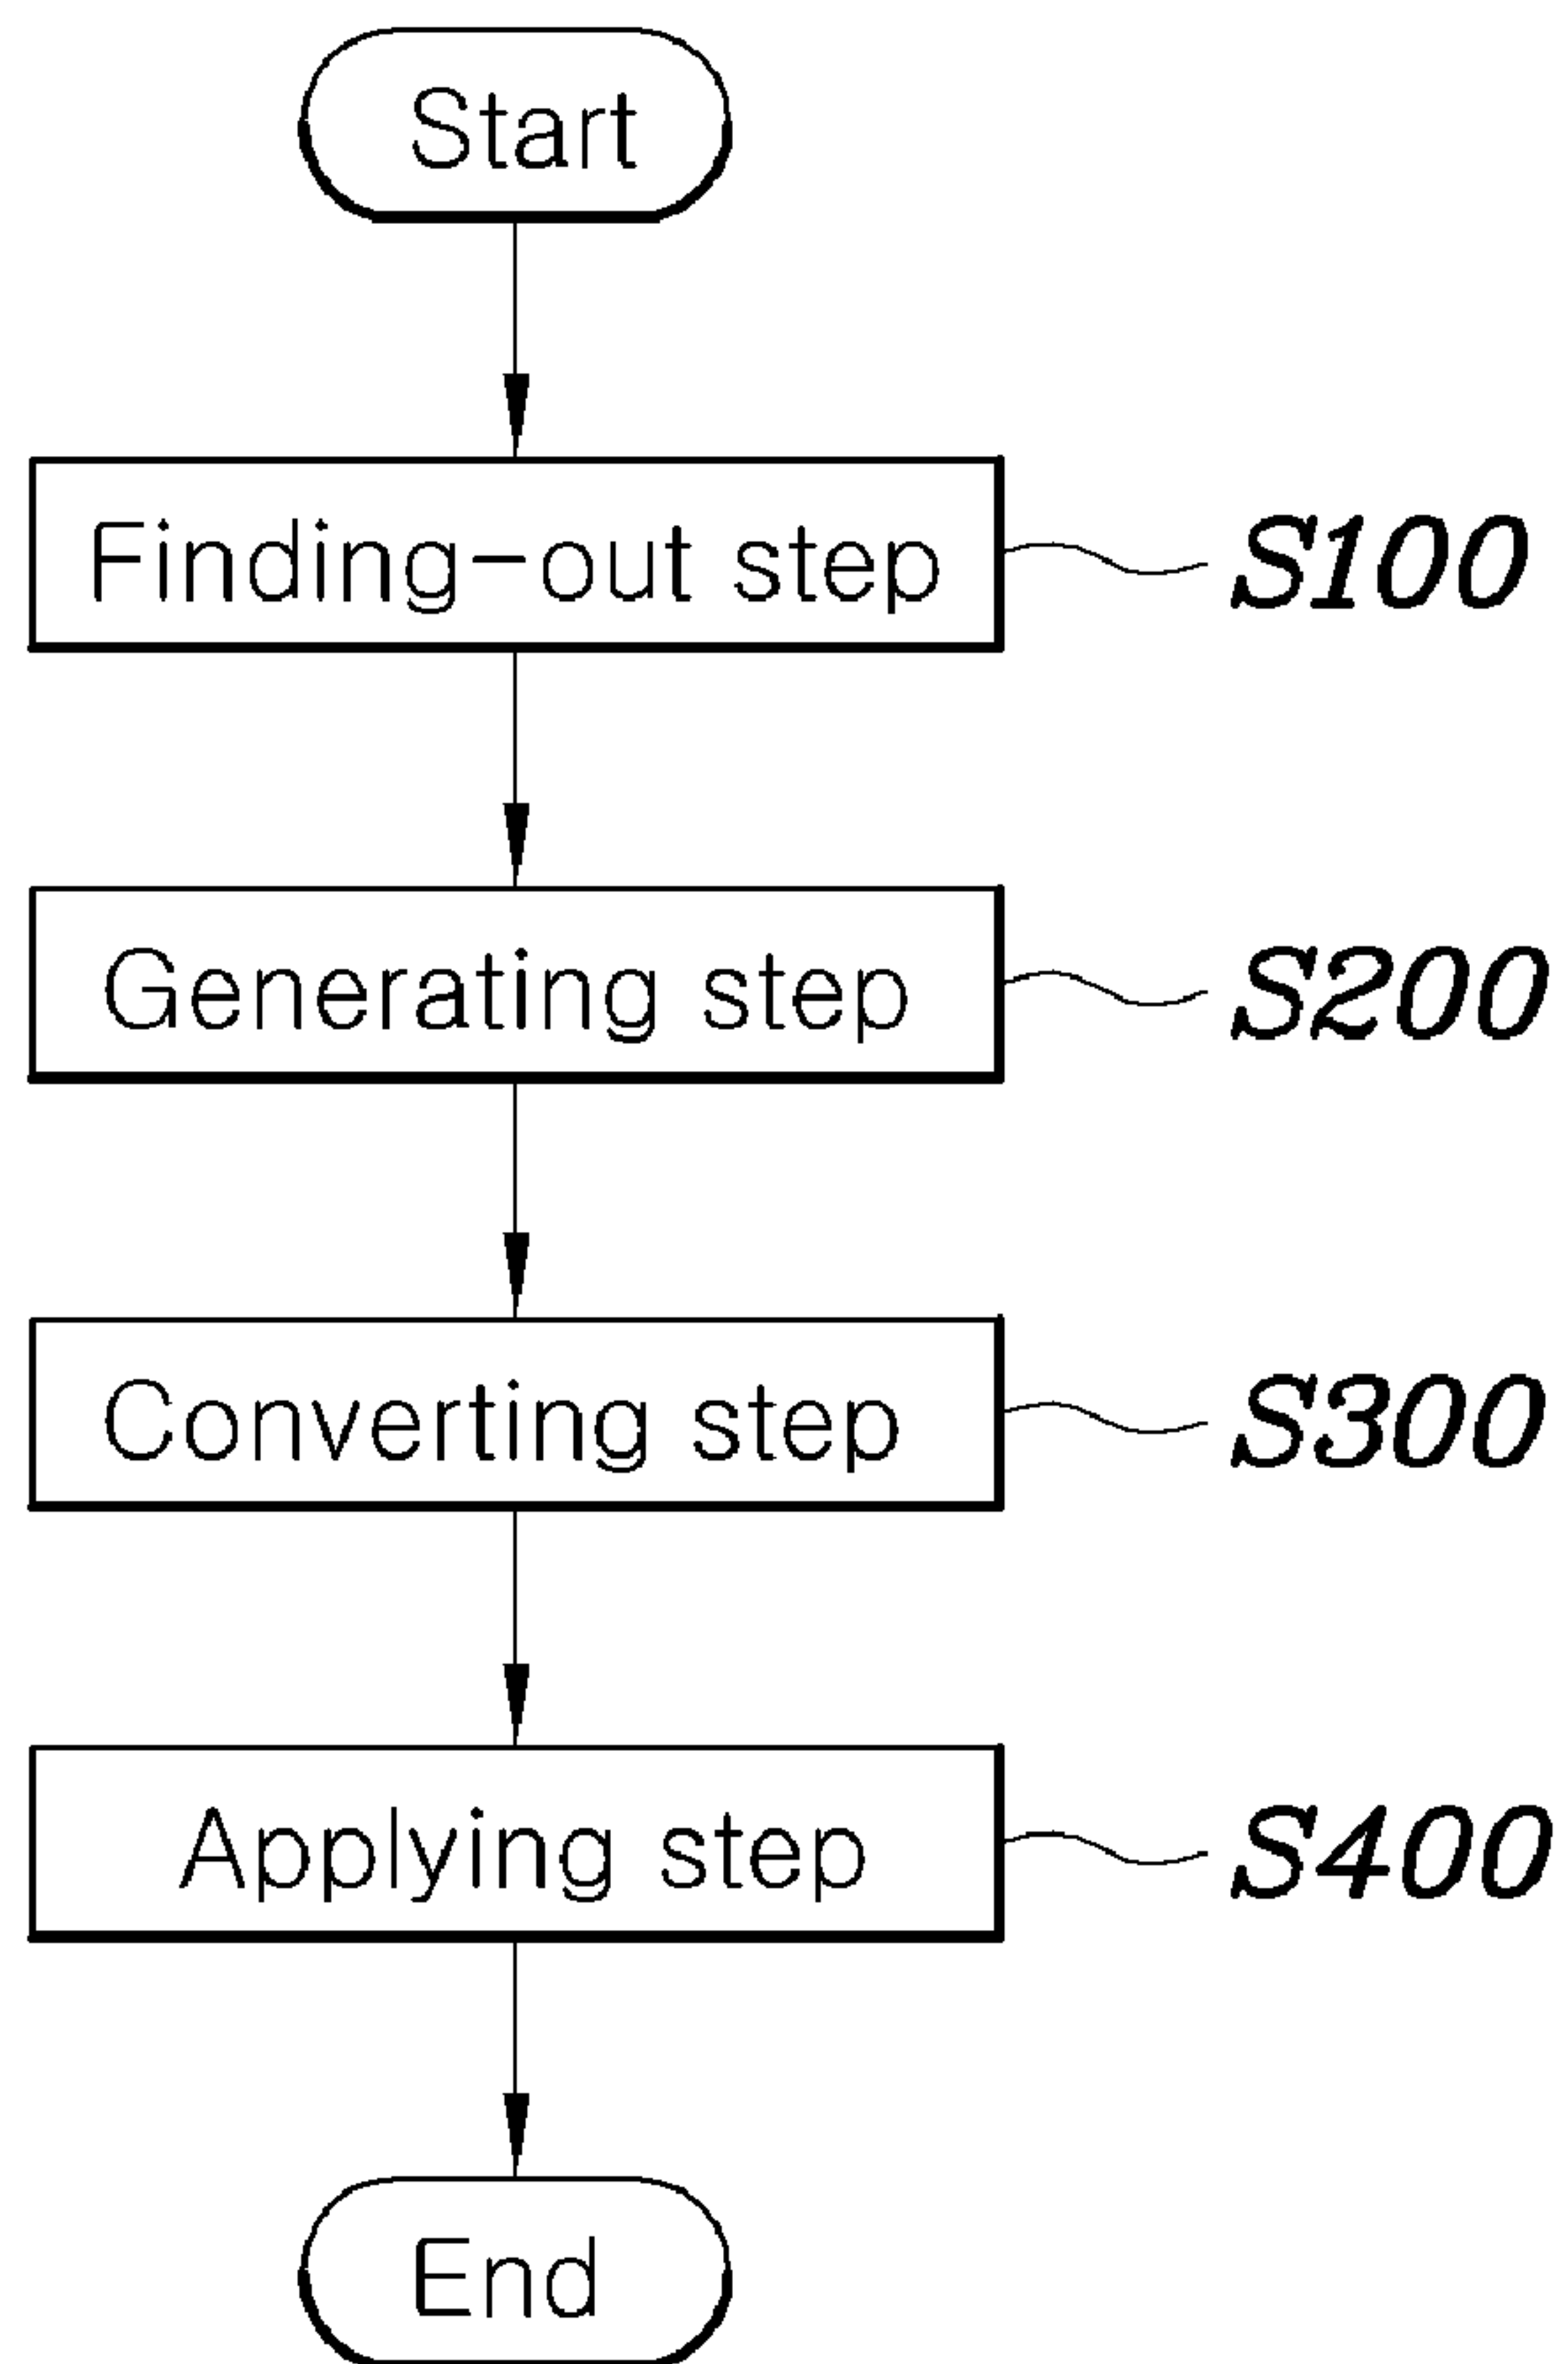 Start
Finding-out step S100
Generating step S200
Converting step S300
Applying step S400
End